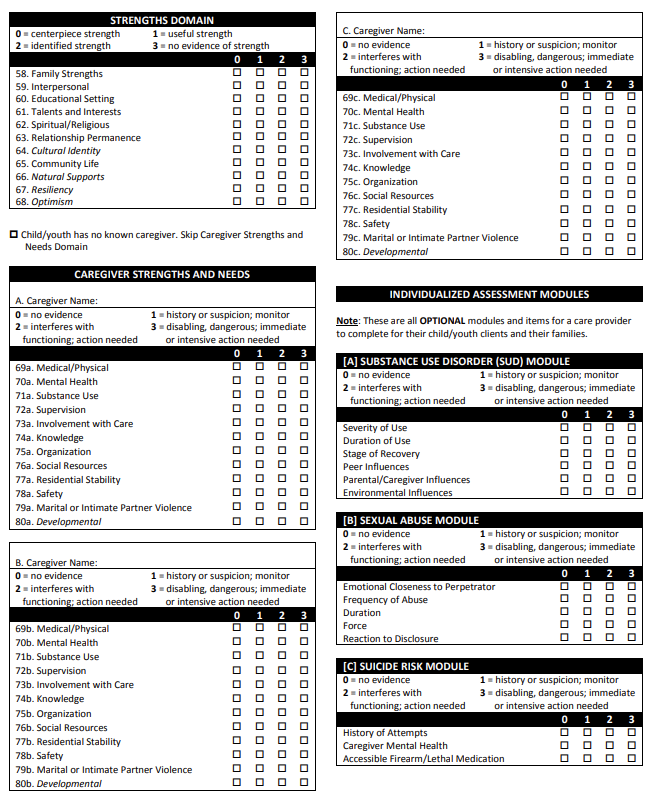 STRENGTHS DOMAIN
0 = centerpiece strength 1 = useful strength
2 = identified strength 3 = no evidence of strength
0 1 2 3
58. Family Strengths
59. Interpersonal
60. Educational Setting
61. Talents and Interests
62. Spiritual/Religious
63. Relationship Permanence
64. Cultural Identity
65. Community Life
66. Natural Supports
67. Resiliency
68. Optimism
Child/youth has no known caregiver. Skip Caregiver Strengths and
Needs Domain
CAREGIVER STRENGTHS AND NEEDS
A. Caregiver Name:
0 = no evidence 1 = history or suspicion; monitor
2 = interferes with 3 = disabling, dangerous; immediate
functioning; action needed or intensive action needed
0 1 2 3
69a. Medical/Physical
70a. Mental Health
71a. Substance Use
72a. Supervision
73a. Involvement with Care
74a. Knowledge
75a. Organization
76a. Social Resources
77a. Residential Stability
78a. Safety
79a. Marital or Intimate Partner Violence
80a. Developmental
B. Caregiver Name:
0 = no evidence 1 = history or suspicion; monitor
2 = interferes with 3 = disabling, dangerous; immediate
functioning; action needed or intensive action needed
0 1 2 3
69b. Medical/Physical
70b. Mental Health
71b. Substance Use
72b. Supervision
73b. Involvement with Care
74b. Knowledge
75b. Organization
76b. Social Resources
77b. Residential Stability
78b. Safety
79b. Marital or Intimate Partner Violence
80b. Developmental
C. Caregiver Name:
0 = no evidence 1 = history or suspicion; monitor
2 = interferes with 3 = disabling, dangerous; immediate
functioning; action needed or intensive action needed
0 1 2 3
69c. Medical/Physical
70c. Mental Health
71c. Substance Use
72c. Supervision
73c. Involvement with Care
74c. Knowledge
75c. Organization
76c. Social Resources
77c. Residential Stability
78c. Safety
79c. Marital or Intimate Partner Violence
80c. Developmental
INDIVIDUALIZED ASSESSMENT MODULES
Note: These are all OPTIONAL modules and items for a care provider
to complete for their child/youth clients and their families.
[A] SUBSTANCE USE DISORDER (SUD) MODULE
0 = no evidence 1 = history or suspicion; monitor
2 = interferes with 3 = disabling, dangerous; immediate
functioning; action needed or intensive action needed
0 1 2 3
Severity of Use
Duration of Use
Stage of Recovery
Peer Influences
Parental/Caregiver Influences
Environmental Influences
[B] SEXUAL ABUSE MODULE
0 = no evidence 1 = history or suspicion; monitor
2 = interferes with 3 = disabling, dangerous; immediate
functioning; action needed or intensive action needed
0 1 2 3
Emotional Closeness to Perpetrator
Frequency of Abuse
Duration
Force
Reaction to Disclosure
[C] SUICIDE RISK MODULE
0 = no evidence 1 = history or suspicion; monitor
2 = interferes with 3 = disabling, dangerous; immediate
functioning; action needed or intensive action needed
0 1 2 3
History of Attempts
Caregiver Mental Health
Accessible Firearm/Lethal Medication